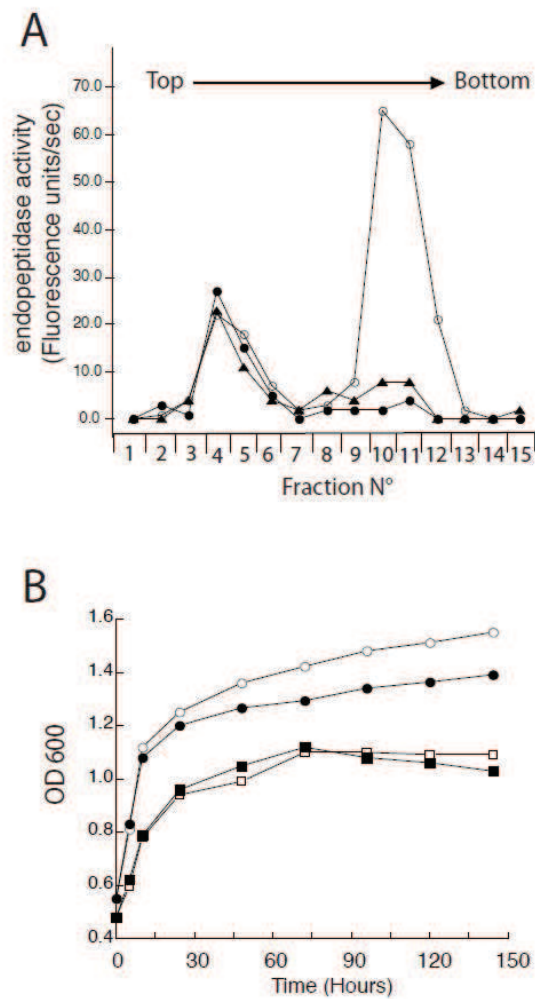 A
Top Bottom
endopeptidase activity
(Fluorescence units/sec)
70.0
60.0
50.0
40.0
30.0
20.0
10.0
0.0
1 2 3 4 5 6 7 8 9 10 11 12 13 14 15
Fraction N°
B
OD 600
1.6
1.4
1.2
1.0
0.8
0.6
0.4
0 30 60 90 120 150
Time (Hours)